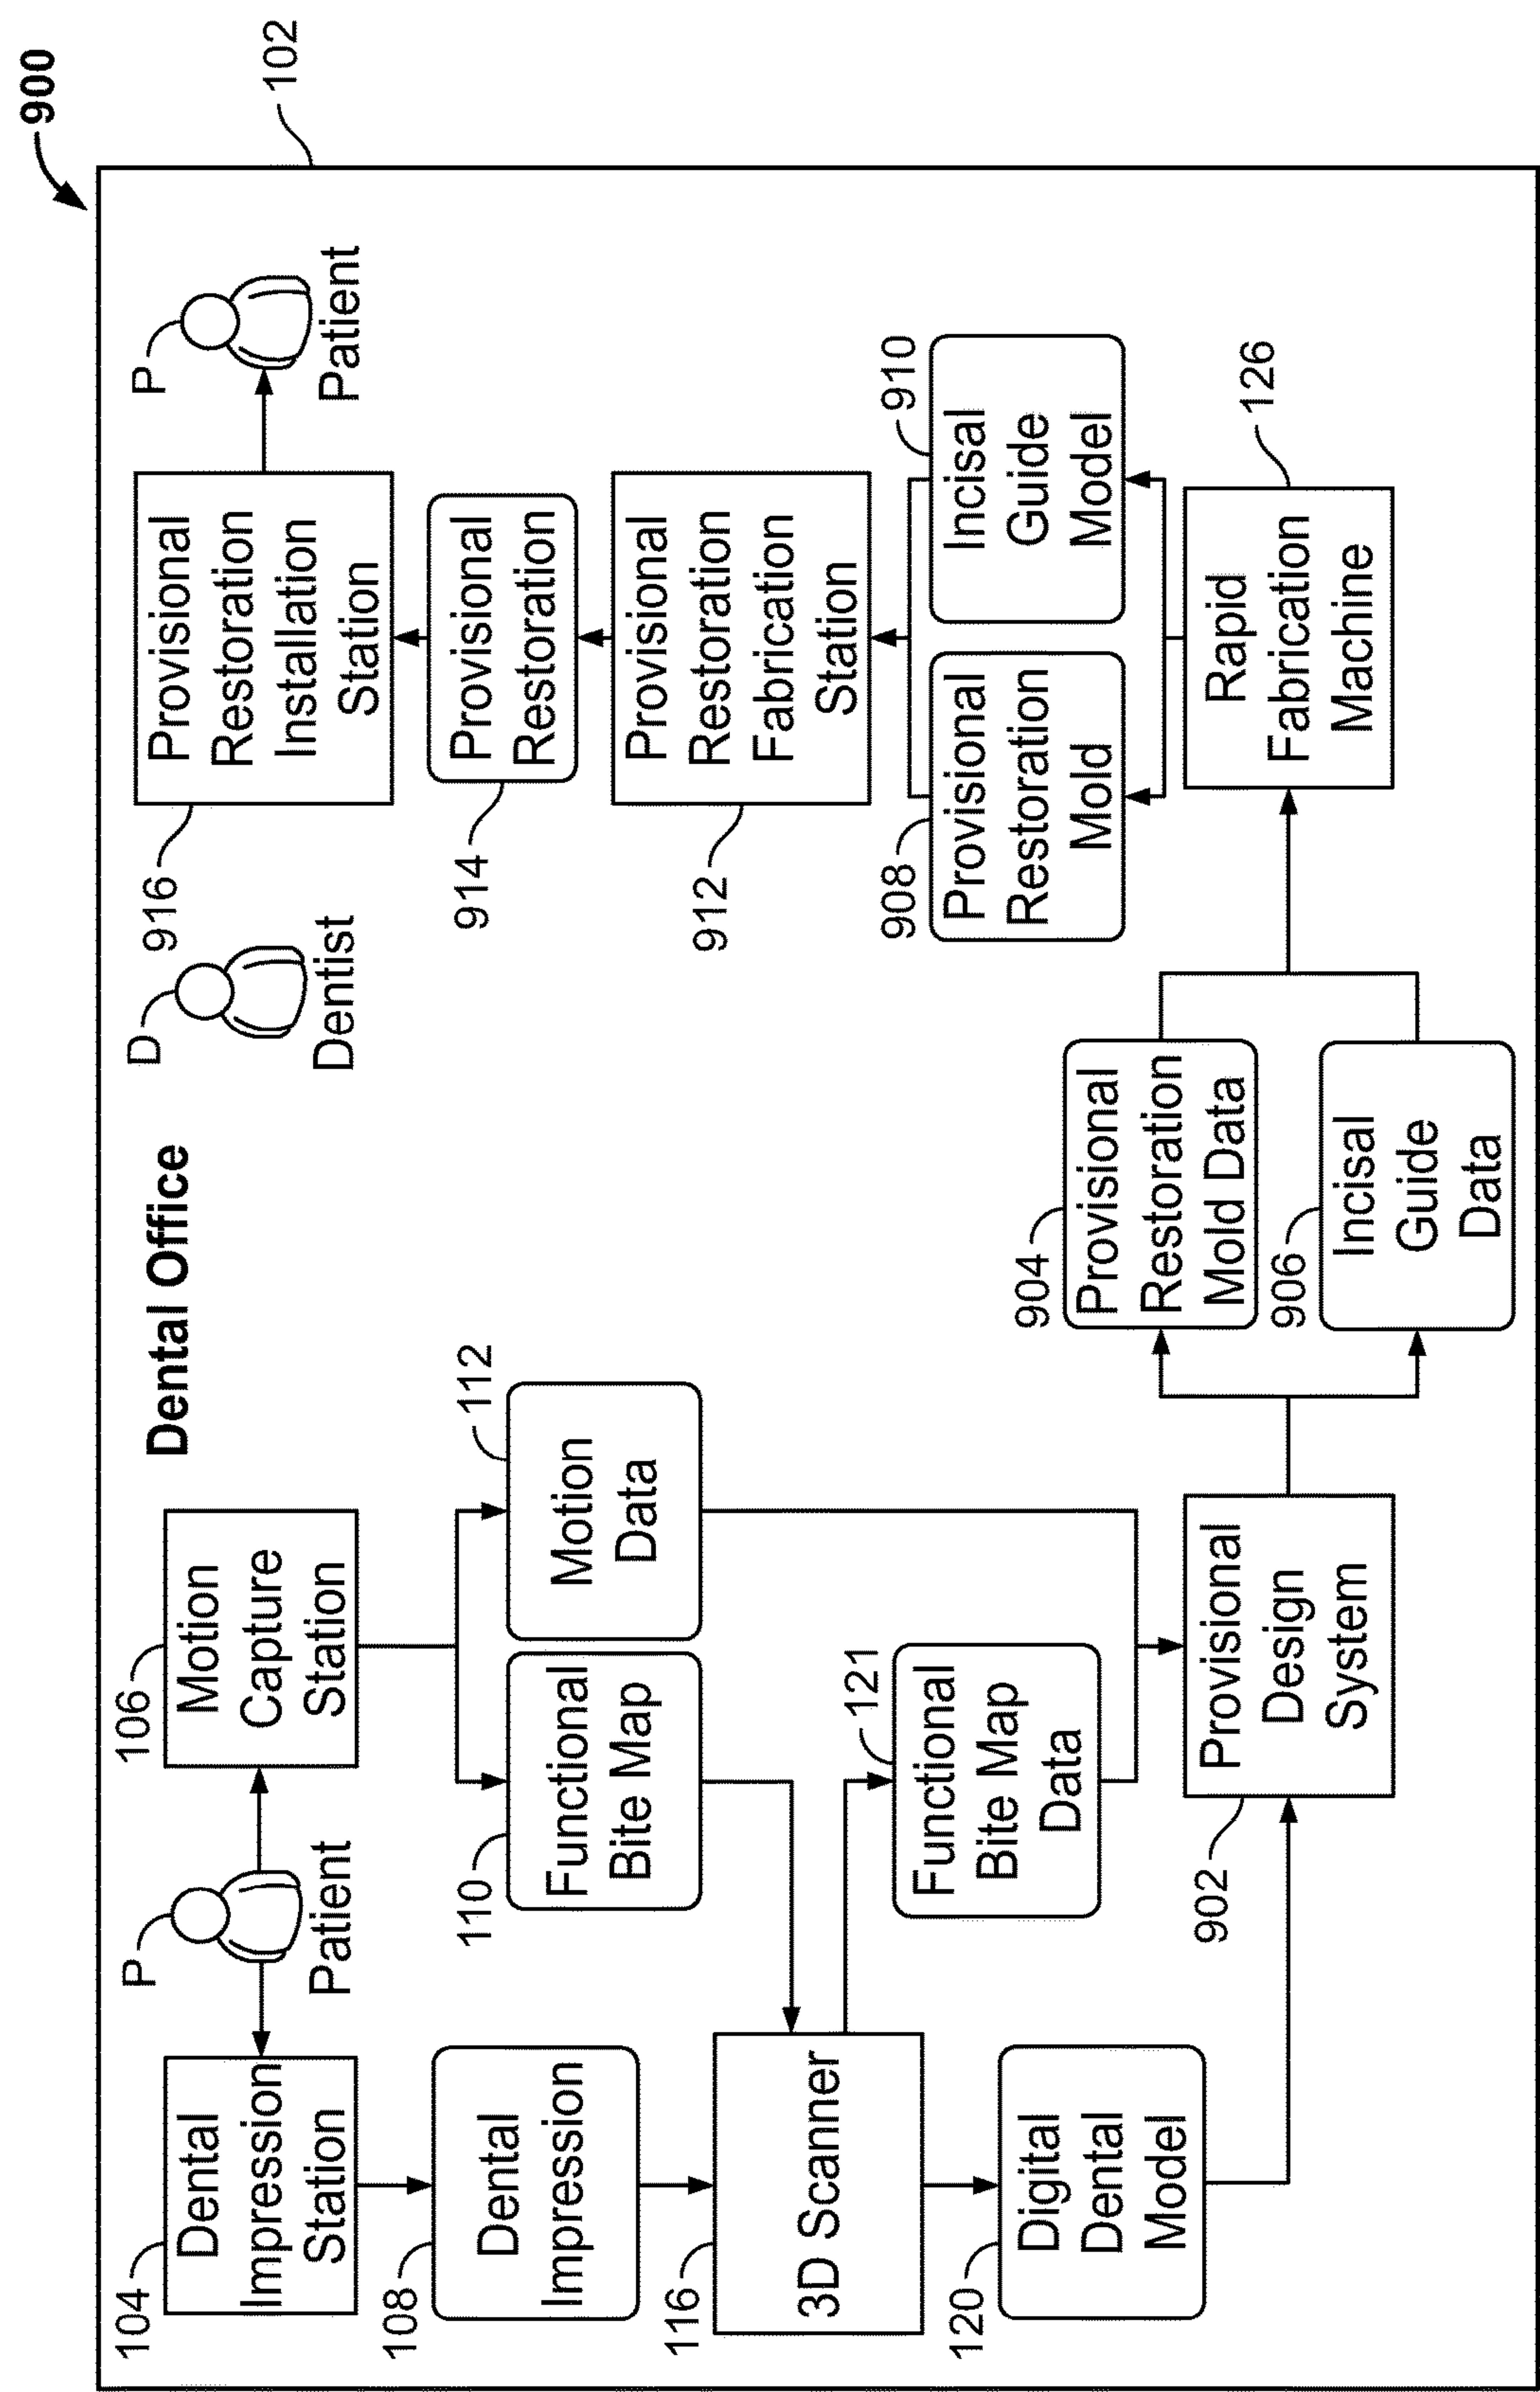 900
102
Dental Office
P
Patient
104
Dental
Impression
Station
106
Motion
Capture
Station
108
Dental
Impression
110
Functional
Bite Map
112
Motion
Data
116
3D Scanner
121
Functional
Bite Map
Data
120
Digital
Dental
Model
902
Provisional
Design
System
904
Provisional
Restoration
Mold Data
906
Incisal
Guide
Data
126
Rapid
Fabrication
Machine
908
Provisional
Restoration
Mold
910
Incisal
Guide
Model
912
Provisional
Restoration
Fabrication
Station
914
Provisional
Restoration
916
Provisional
Restoration
Installation
Station
D
Dentist
P
Patient